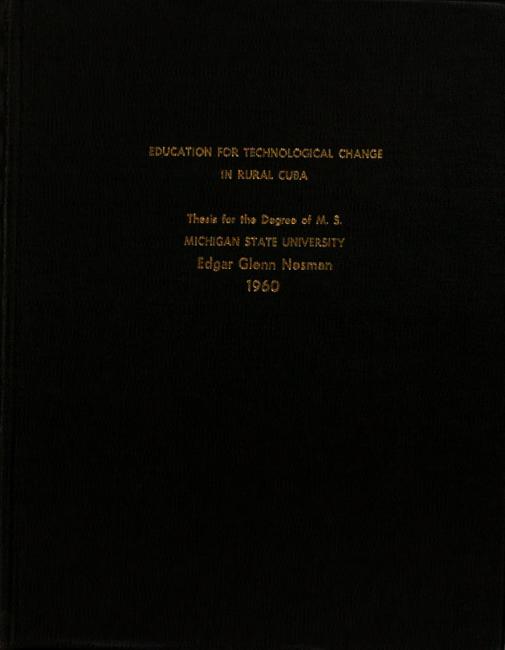 EDUCATION FOR TECHNOLOGICAL CHANGE
IN RURAL CUBA
Thesis for the Degree of M. S.
MICHIGAN STATE UNIVERSITY
Edgar Glenn Nesman
1960